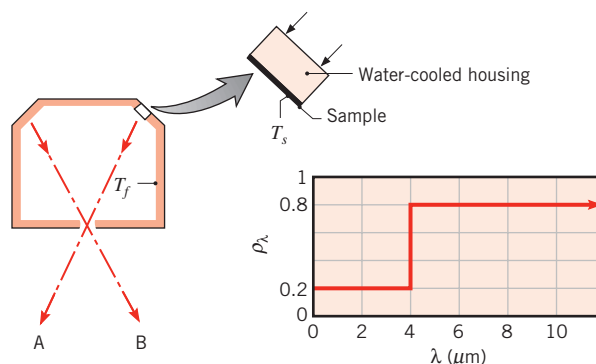 Water-cooled housing
Sample
T_s
T_f
A B
1
0.8
0.2
0
ρ_λ
0 2 4 6 8 10
λ (μm)